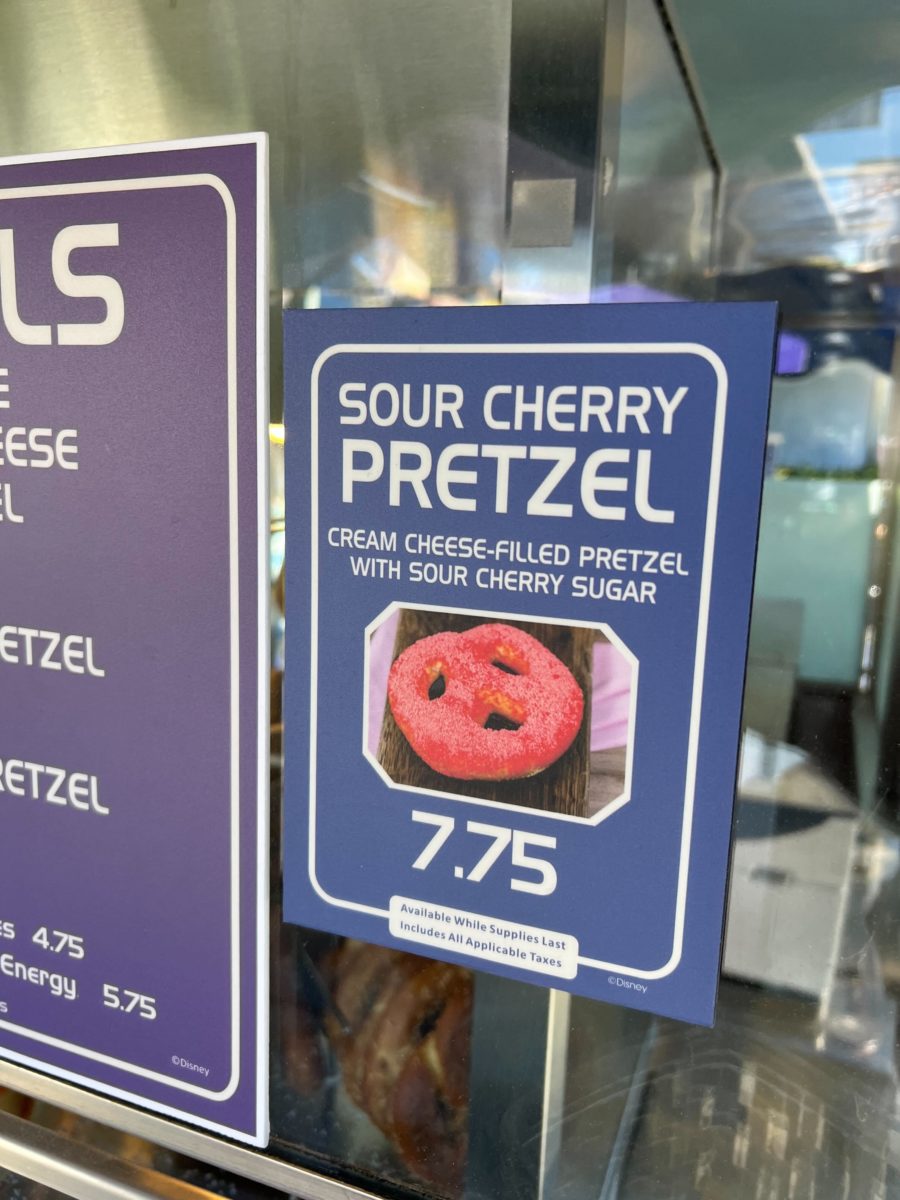 LS
E
EESE
EL
ETZEL
RETZEL
es 4.75
Energy 5.75
s
©Disney
SOUR CHERRY
PRETZEL
CREAM CHEESE-FILLED PRETZEL
WITH SOUR CHERRY SUGAR
7.75
Available While Supplies Last
Includes All Applicable Taxes
©Disney